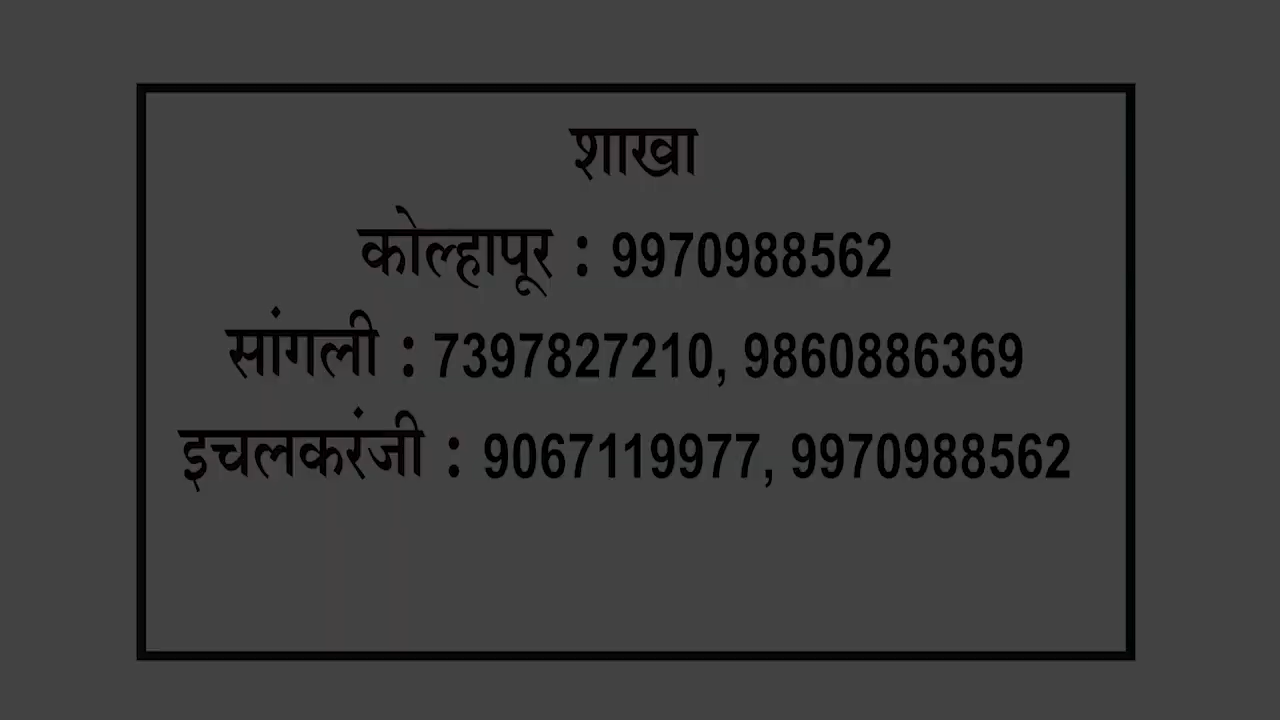 शाखा
कोल्हापूर : 9970988562
सांगली : 7397827210, 9860886369
इचलकरंजी : 9067119977, 9970988562